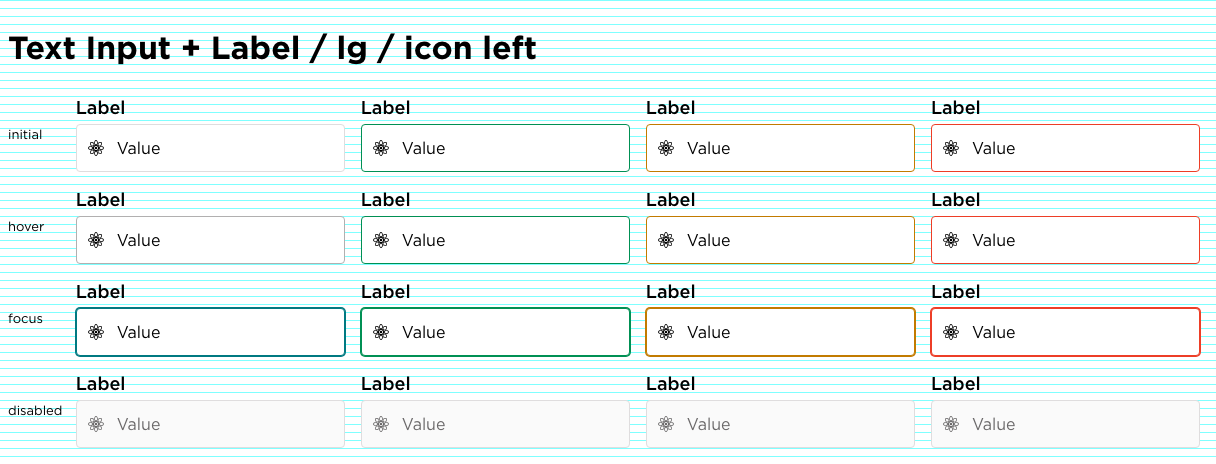 Text Input + Label / lg / icon left
Label Label Label Label
initial Value Value Value Value
Label Label Label Label
hover Value Value Value Value
Label Label Label Label
focus Value Value Value Value
Label Label Label Label
disabled Value Value Value Value